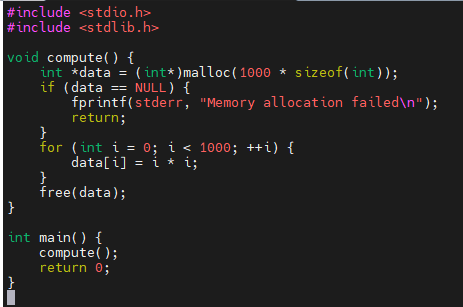 #include <stdio.h>
#include <stdlib.h>

void compute() {
    int *data = (int*)malloc(1000 * sizeof(int));
    if (data == NULL) {
        fprintf(stderr, "Memory allocation failed\n");
        return;
    }
    for (int i = 0; i < 1000; ++i) {
        data[i] = i * i;
    }
    free(data);
}

int main() {
    compute();
    return 0;
}